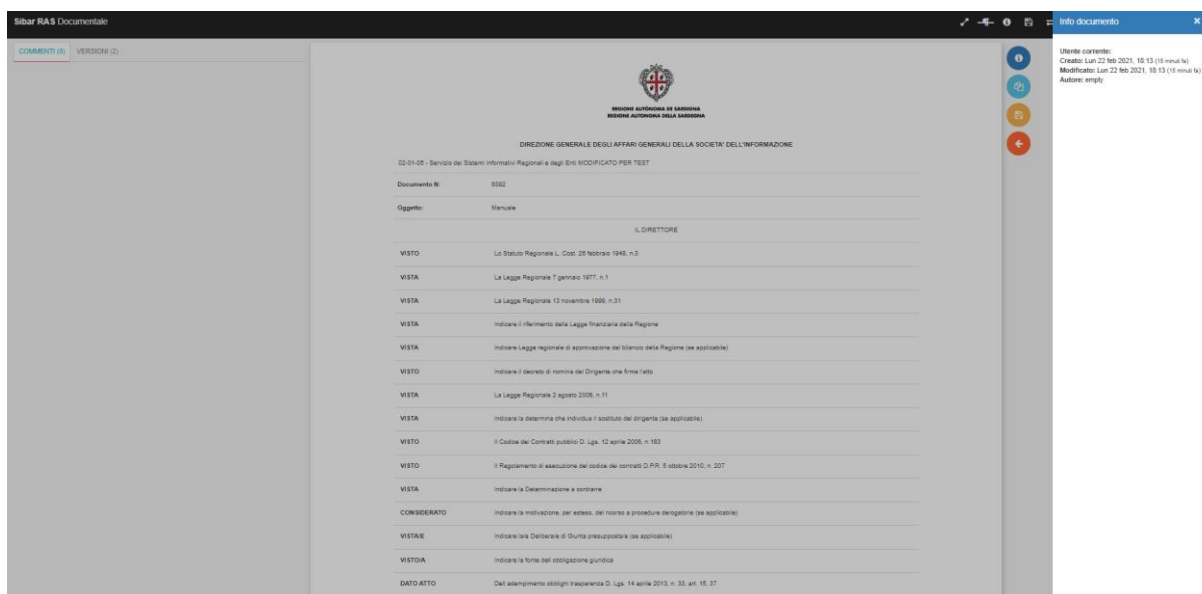 Sibar RAS Documentale
Info documento
COMMENTI (0) VERSIONI (2)
Utente corrente:
Creato: Lun 22 feb 2021, 18:13 (15 minuti fa)
Modificato: Lun 22 feb 2021, 18:13 (15 minuti fa)
Autore: empty
REGIONE AUTÒNOMA DE SARDIGNA
REGIONE AUTONOMA DELLA SARDEGNA
DIREZIONE GENERALE DEGLI AFFARI GENERALI DELLA SOCIETA' DELL'INFORMAZIONE
02-01-05 - Servizio dei Sistemi Informativi Regionali e degli Enti MODIFICATO PER TEST
Documento N: 6362
Oggetto: Manuale
IL DIRETTORE
VISTO Lo Statuto Regionale L. Cost. 26 febbraio 1948, n.3
VISTA La Legge Regionale 7 gennaio 1977, n.1
VISTA La Legge Regionale 13 novembre 1998, n.31
VISTA Indicare il riferimento della Legge finanziaria della Regione
VISTA Indicare Legge regionale di approvazione del bilancio della Regione (se applicabile)
VISTO Indicare il decreto di nomina del Dirigente che firma l'atto
VISTA La Legge Regionale 2 agosto 2006, n.11
VISTA Indicare la determina che individua il sostituto del dirigente (se applicabile)
VISTO Il Codice dei Contratti pubblici D. Lgs. 12 aprile 2006, n.163
VISTO Il Regolamento di esecuzione del codice dei contratti D.P.R. 5 ottobre 2010, n. 207
VISTA Indicare la Determinazione a contrarre
CONSIDERATO Indicare la motivazione, per esteso, del ricorso a procedure derogatorie (se applicabile)
VISTA/E Indicare la/e Deliberala di Giunta presupposta/e (se applicabile)
VISTO/A Indicare la fonte dell obbligazione giuridica
DATO ATTO Dell adempimento obblighi trasparenza D. Lgs. 14 aprile 2013, n. 33, art. 15, 37